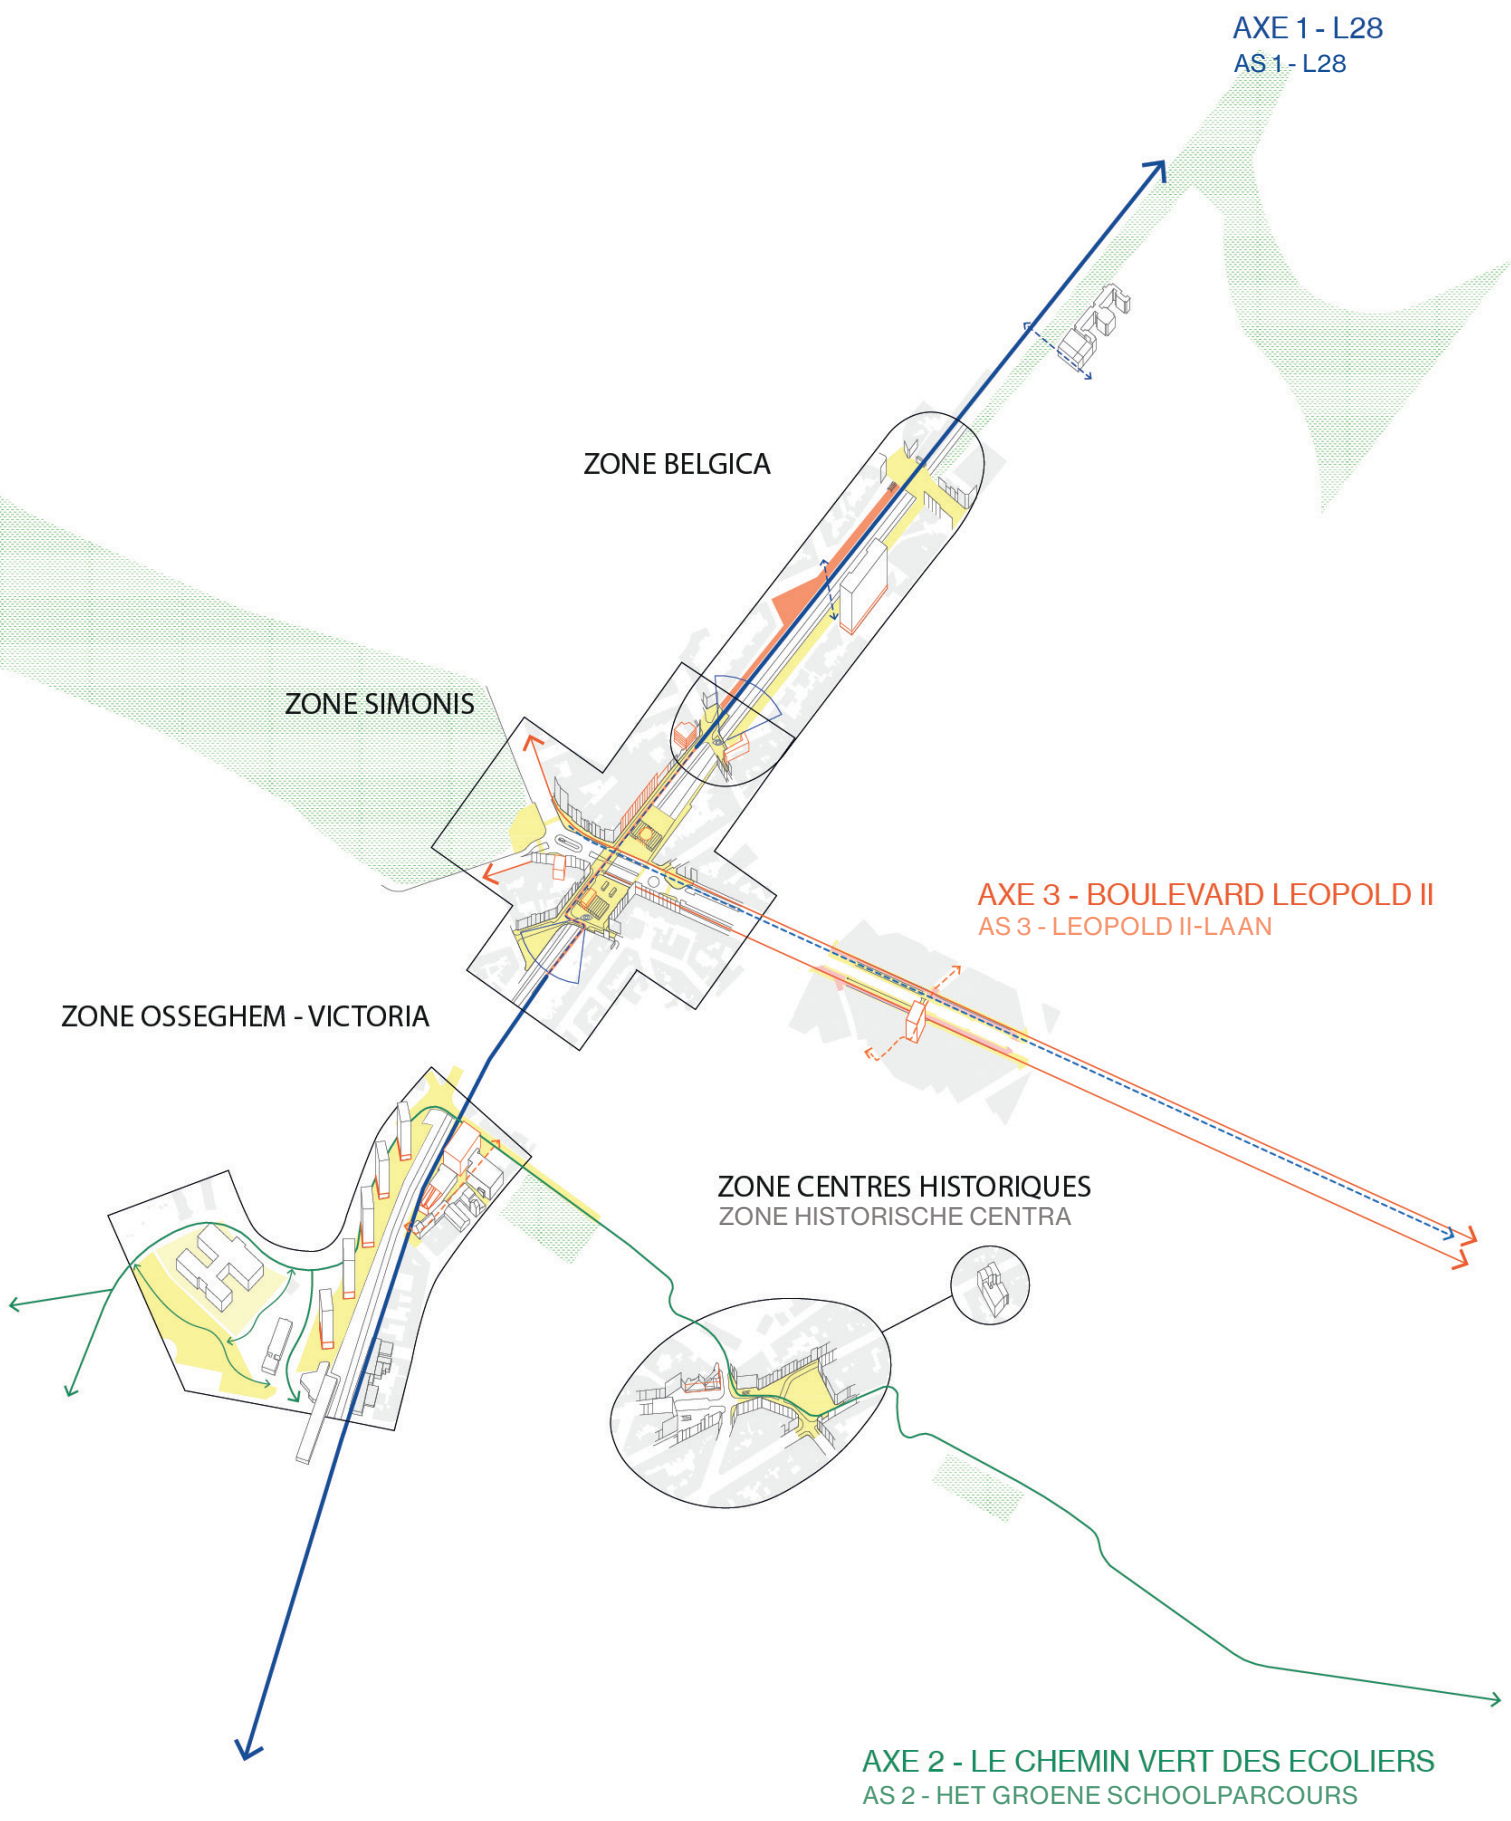 AXE 1 - L28
AS 1 - L28
ZONE BELGICA
ZONE SIMONIS
AXE 3 - BOULEVARD LEOPOLD II
AS 3 - LEOPOLD II-LAAN
ZONE OSSEGHEM - VICTORIA
ZONE CENTRES HISTORIQUES
ZONE HISTORISCHE CENTRA
AXE 2 - LE CHEMIN VERT DES ECOLIERS
AS 2 - HET GROENE SCHOOLPARCOURS